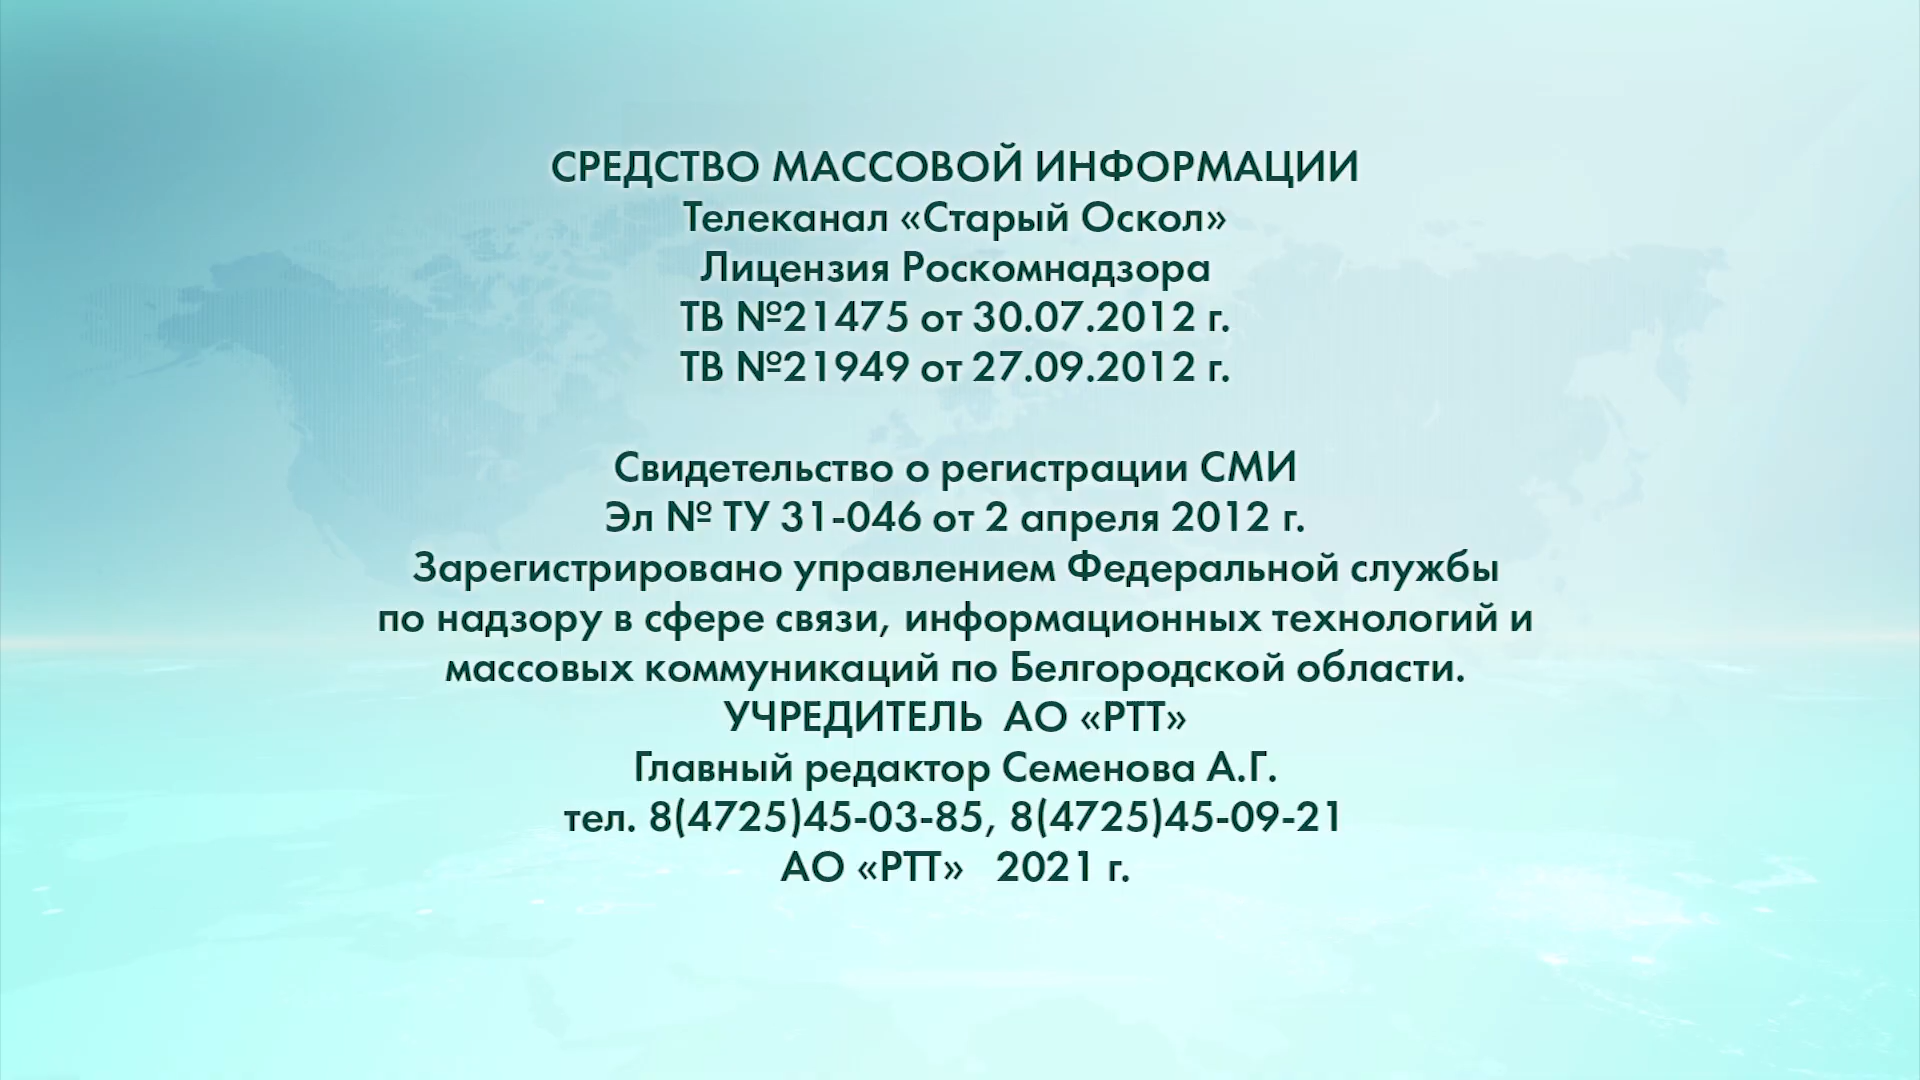 СРЕДСТВО МАССОВОЙ ИНФОРМАЦИИ
Телеканал «Старый Оскол»
Лицензия Роскомнадзора
ТВ №21475 от 30.07.2012 г.
ТВ №21949 от 27.09.2012 г.
Свидетельство о регистрации СМИ
Эл № ТУ 31-046 от 2 апреля 2012 г.
Зарегистрировано управлением Федеральной службы
по надзору в сфере связи, информационных технологий и
массовых коммуникаций по Белгородской области.
УЧРЕДИТЕЛЬ АО «РТТ»
Главный редактор Семенова А.Г.
тел. 8(4725)45-03-85, 8(4725)45-09-21
АО «РТТ» 2021 г.